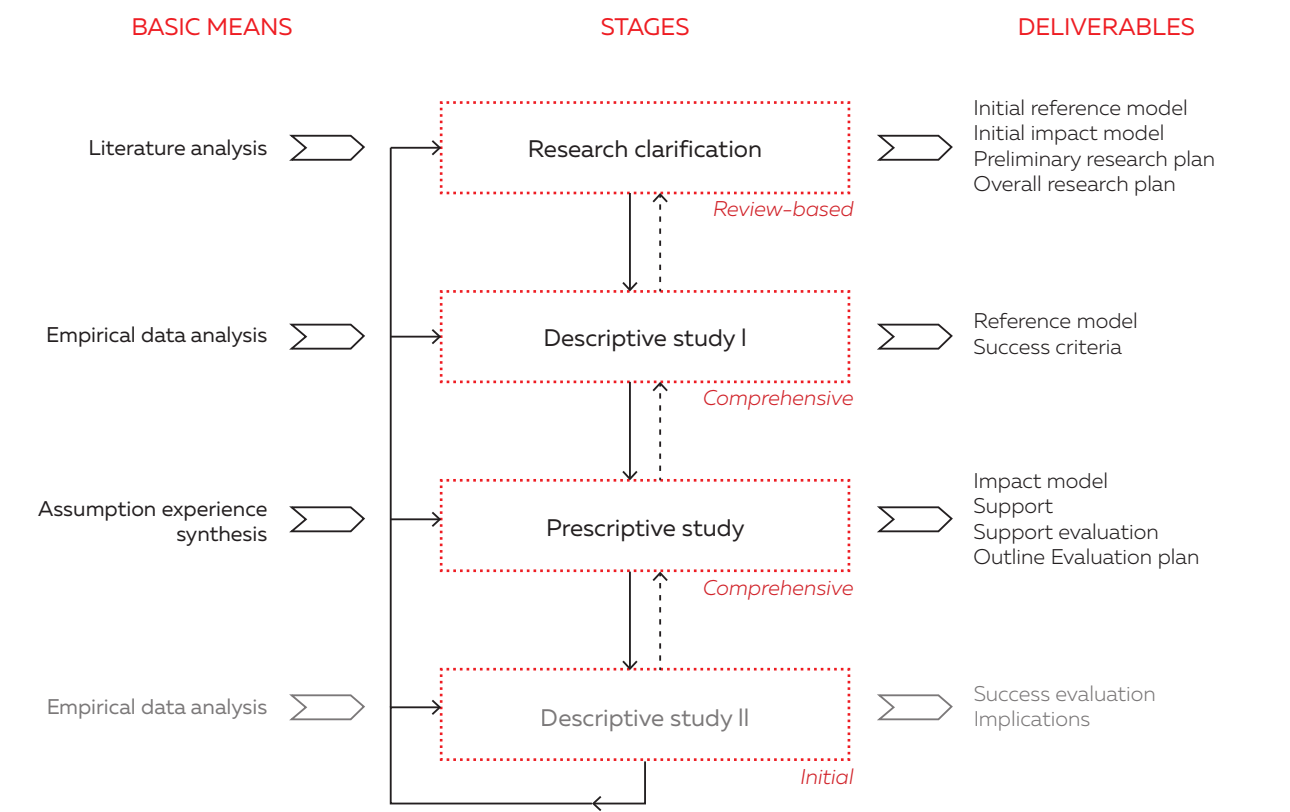 BASIC MEANS
STAGES
DELIVERABLES
Literature analysis
Research clarification
Review-based
Initial reference model
Initial impact model
Preliminary research plan
Overall research plan
Empirical data analysis
Descriptive study I
Comprehensive
Reference model
Success criteria
Assumption experience
synthesis
Prescriptive study
Comprehensive
Impact model
Support
Support evaluation
Outline Evaluation plan
Empirical data analysis
Descriptive study II
Initial
Success evaluation
Implications